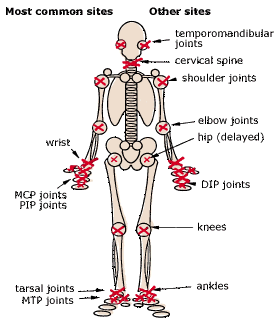 Most common sites
Other sites
temporomandibular
joints
cervical spine
shoulder joints
elbow joints
hip (delayed)
wrist
MCP joints
PIP joints
DIP joints
knees
tarsal joints
MTP joints
ankles